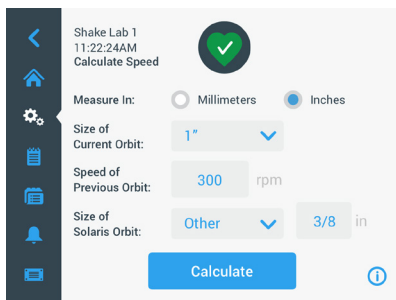 Shake Lab 1
11:22:24AM
Calculate Speed
Measure In: Millimeters Inches
Size of
Current Orbit: 1”
Speed of
Previous Orbit: 300 rpm
Size of
Solaris Orbit: Other 3/8 in
Calculate
i